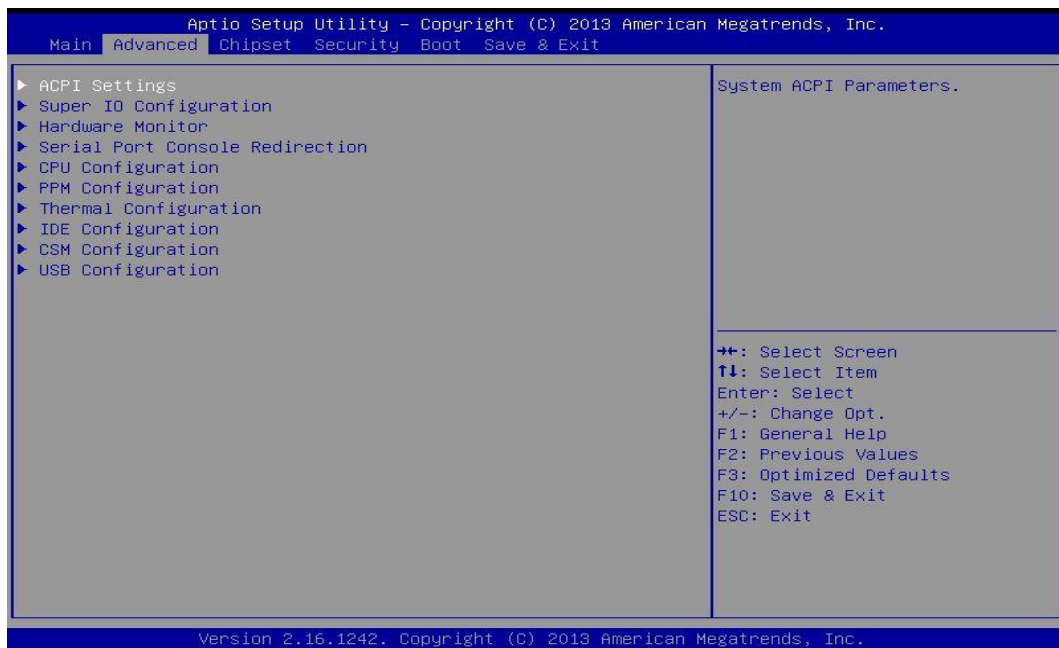 Aptio Setup Utility – Copyright (C) 2013 American Megatrends, Inc.
Main Advanced Chipset Security Boot Save & Exit
► ACPI Settings
► Super IO Configuration
► Hardware Monitor
► Serial Port Console Redirection
► CPU Configuration
► PPM Configuration
► Thermal Configuration
► IDE Configuration
► CSM Configuration
► USB Configuration
System ACPI Parameters.
→←: Select Screen
↑↓: Select Item
Enter: Select
+/-: Change Opt.
F1: General Help
F2: Previous Values
F3: Optimized Defaults
F10: Save & Exit
ESC: Exit
Version 2.16.1242. Copyright (C) 2013 American Megatrends, Inc.